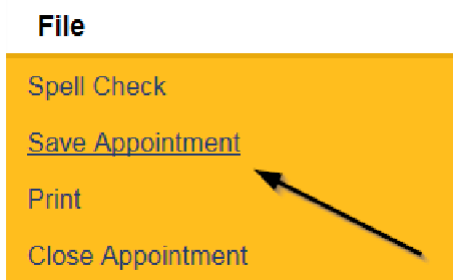 File
Spell Check
Save Appointment
Print
Close Appointment